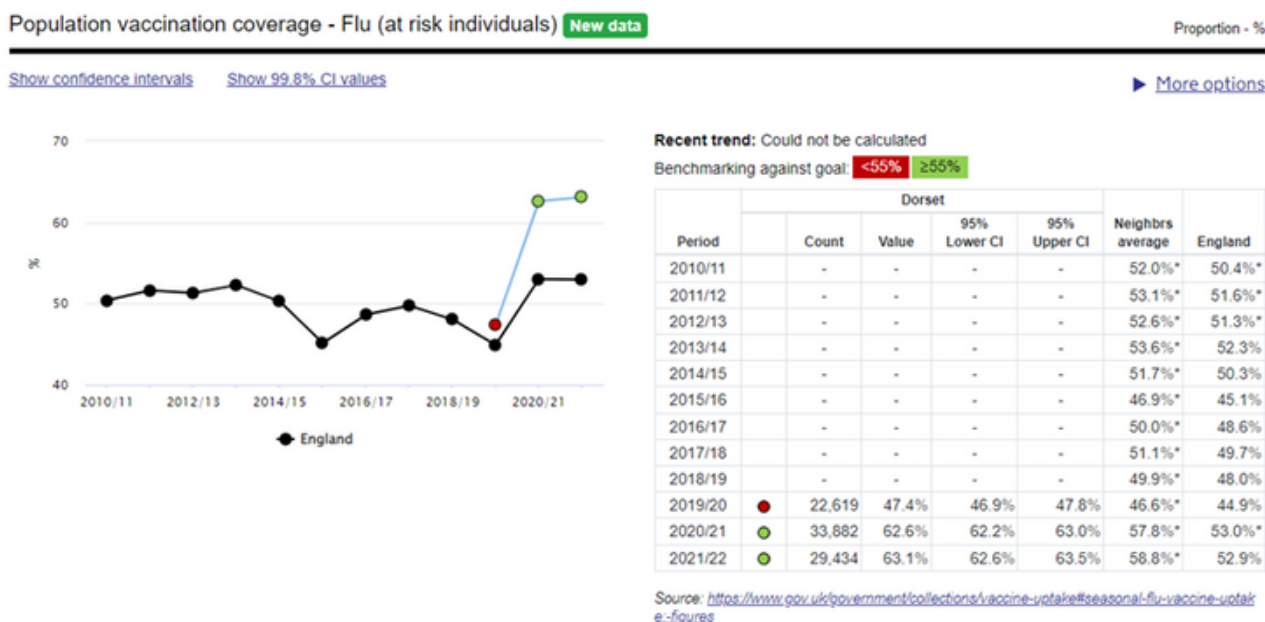 Population vaccination coverage - Flu (at risk individuals) New data
Proportion - %
Show confidence intervals Show 99.8% CI values
► More options
70
60
50
40
%
2010/11 2012/13 2014/15 2016/17 2018/19 2020/21
England
Recent trend: Could not be calculated
Benchmarking against goal: <55% ≥55%
Dorset
Period Count Value 95% Lower CI 95% Upper CI Neighbrs average England
2010/11 - - - - 52.0%* 50.4%*
2011/12 - - - - 53.1%* 51.6%*
2012/13 - - - - 52.6%* 51.3%*
2013/14 - - - - 53.6%* 52.3%
2014/15 - - - - 51.7%* 50.3%
2015/16 - - - - 46.9%* 45.1%
2016/17 - - - - 50.0%* 48.6%
2017/18 - - - - 51.1%* 49.7%
2018/19 - - - - 49.9%* 48.0%
2019/20 22,619 47.4% 46.9% 47.8% 46.6%* 44.9%
2020/21 33,882 62.6% 62.2% 63.0% 57.8%* 53.0%*
2021/22 29,434 63.1% 62.6% 63.5% 58.8%* 52.9%
Source: https://www.gov.uk/government/collections/vaccine-uptake#seasonal-flu-vaccine-uptak
e:-figures